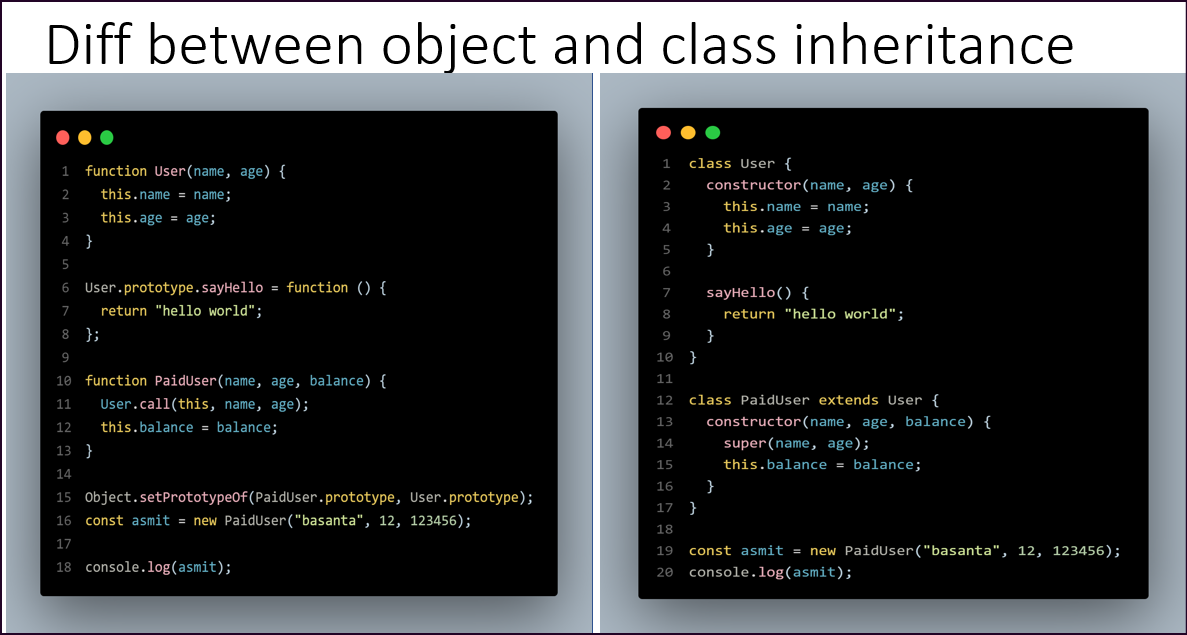 Diff between object and class inheritance
1 function User(name, age) {
2   this.name = name;
3   this.age = age;
4 }
5
6 User.prototype.sayHello = function () {
7   return "hello world";
8 };
9
10 function PaidUser(name, age, balance) {
11   User.call(this, name, age);
12   this.balance = balance;
13 }
14
15 Object.setPrototypeOf(PaidUser.prototype, User.prototype);
16 const asmit = new PaidUser("basanta", 12, 123456);
17
18 console.log(asmit);
1 class User {
2   constructor(name, age) {
3     this.name = name;
4     this.age = age;
5   }
6
7   sayHello() {
8     return "hello world";
9   }
10 }
11
12 class PaidUser extends User {
13   constructor(name, age, balance) {
14     super(name, age);
15     this.balance = balance;
16   }
17 }
18
19 const asmit = new PaidUser("basanta", 12, 123456);
20 console.log(asmit);